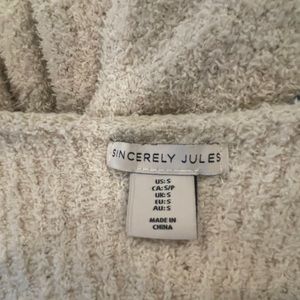 SINCERELY JULES
US:S
CA:S/P
UK:S
EU:S
AU:S
MADE IN
CHINA